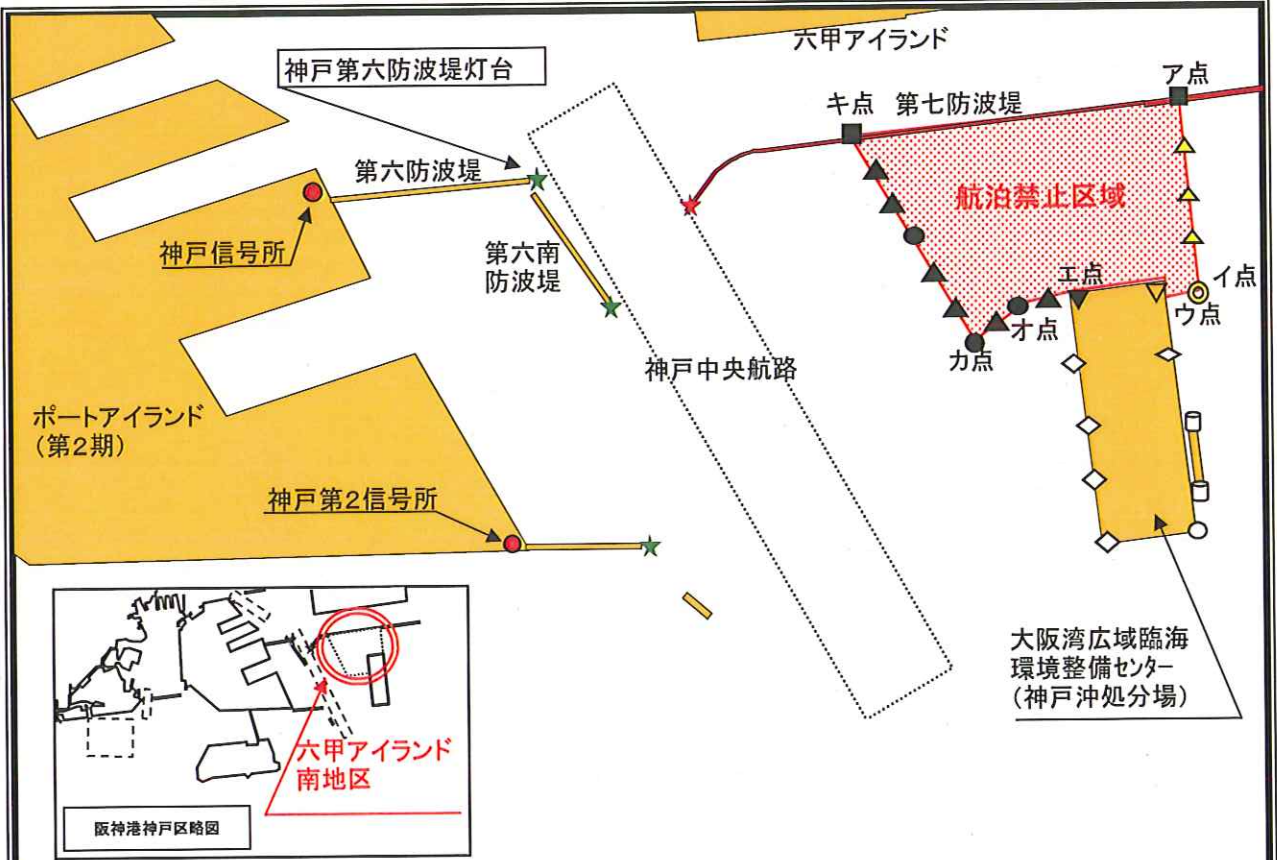 六甲アイランド
神戸第六防波堤灯台
ア点
キ点 第七防波堤
第六防波堤
航泊禁止区域
神戸信号所
第六南
防波堤
エ点
イ点
ウ点
オ点
カ点
神戸中央航路
ポートアイランド
(第2期)
神戸第2信号所
大阪湾広域臨海
環境整備センター
(神戸沖処分場)
六甲アイランド
南地区
阪神港神戸区略図